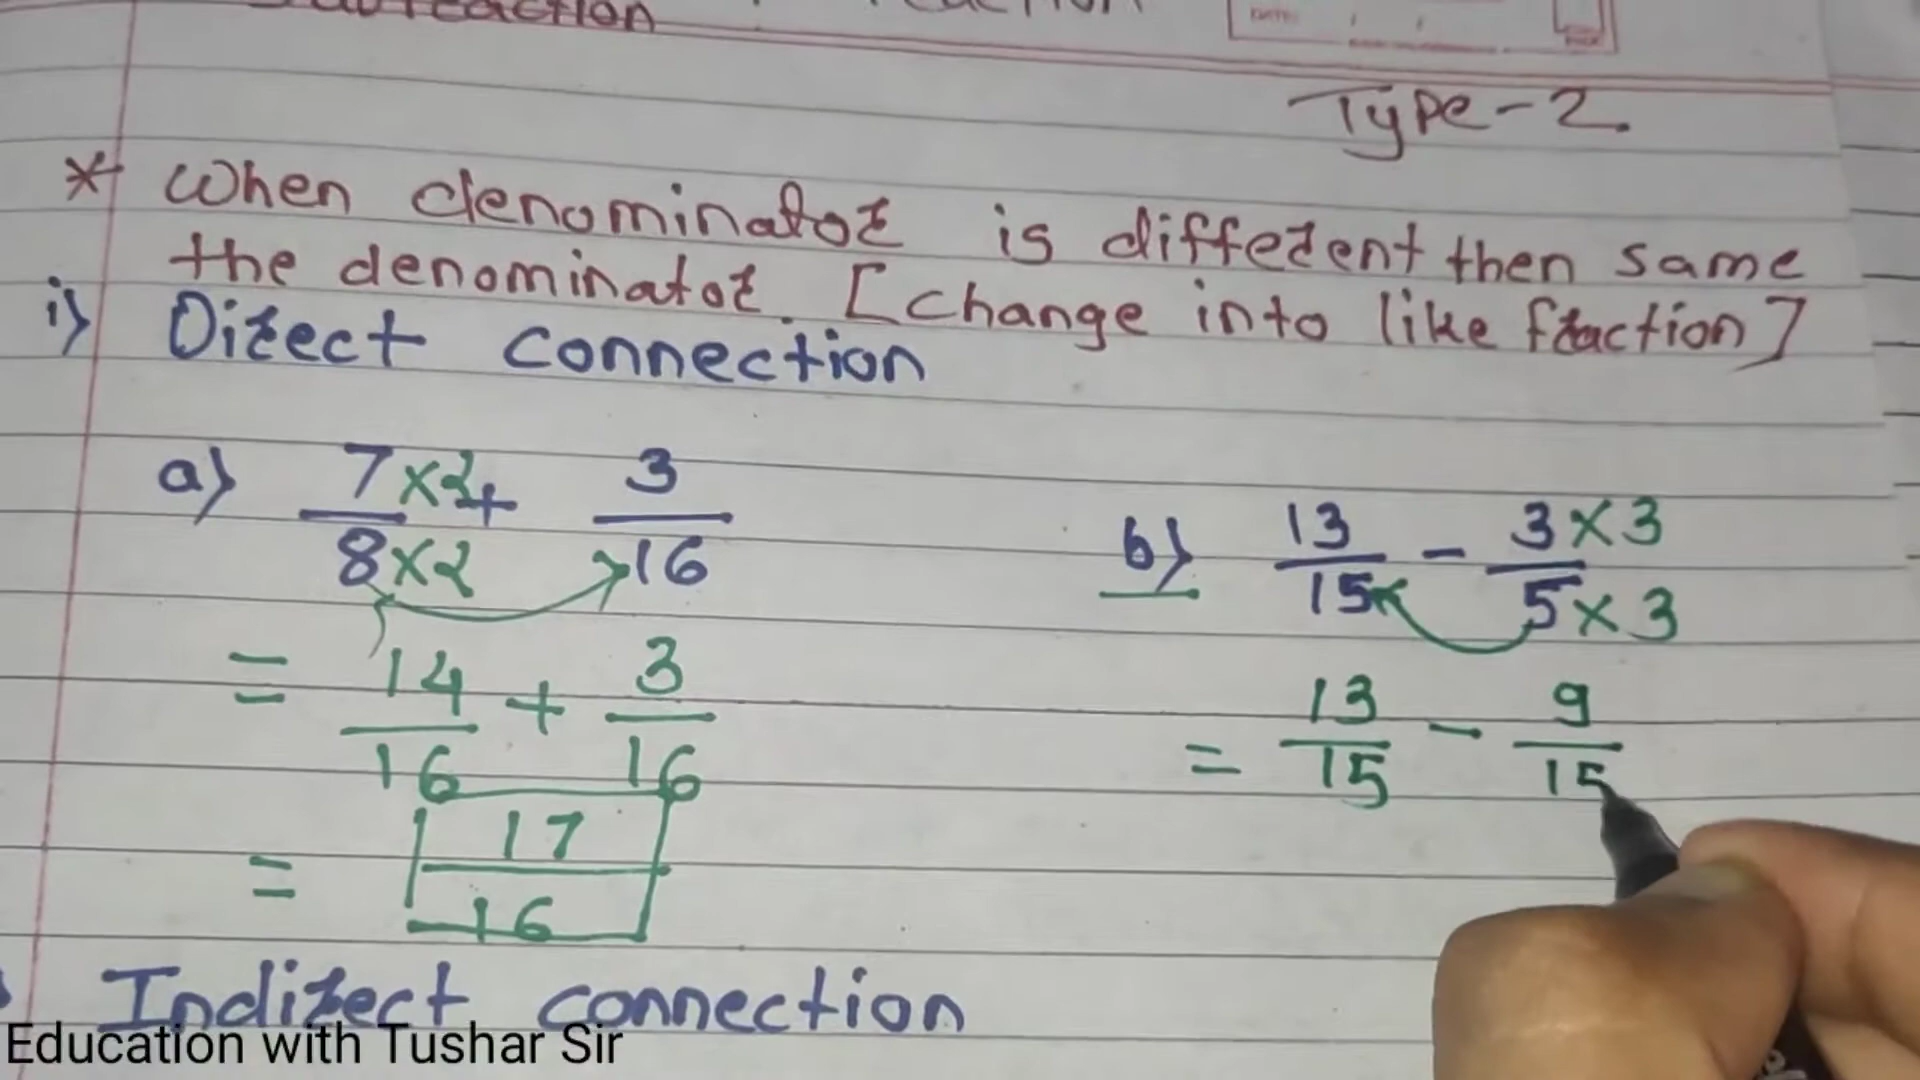 Subtraction
DATE:
Type-2.
* When denominator is different then same
the denominator. [change into like fraction]
i) Direct connection
a) 7×2/8×2 + 3/16
= 14/16 + 3/16
= 17/16
b) 13/15 - 3×3/5×3
= 13/15 - 9/15
Indirect connection
Education with Tushar Sir